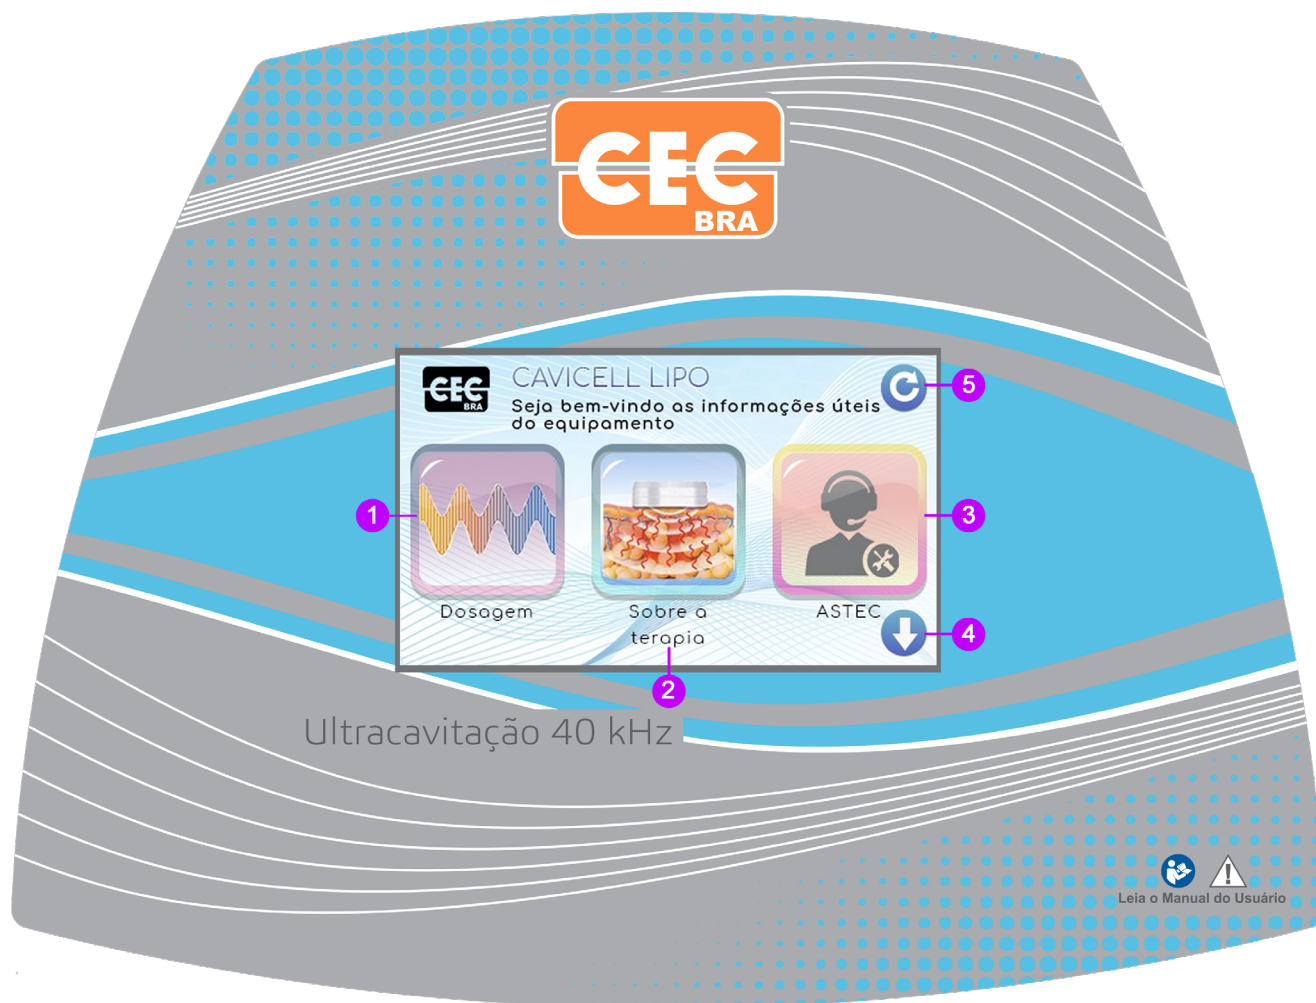 CEC
BRA
CEC
BRA
CAVICELL LIPO
5
Seja bem-vindo as informações úteis
do equipamento
1
3
Dosagem
Sobre a
terapia
ASTEC
4
2
Ultracavitação 40 kHz
Leia o Manual do Usuário